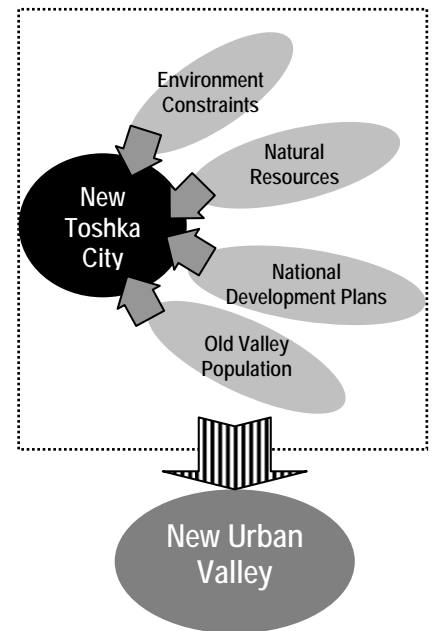 Environment
Constraints
Natural
Resources
New
Toshka
City
National
Development Plans
Old Valley
Population
New Urban
Valley